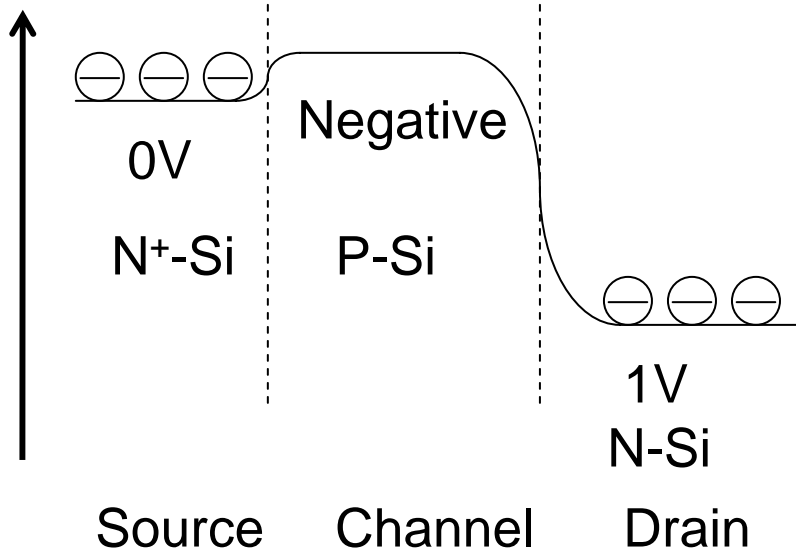 Negative
0V
N⁺-Si
P-Si
1V
N-Si
Source
Channel
Drain